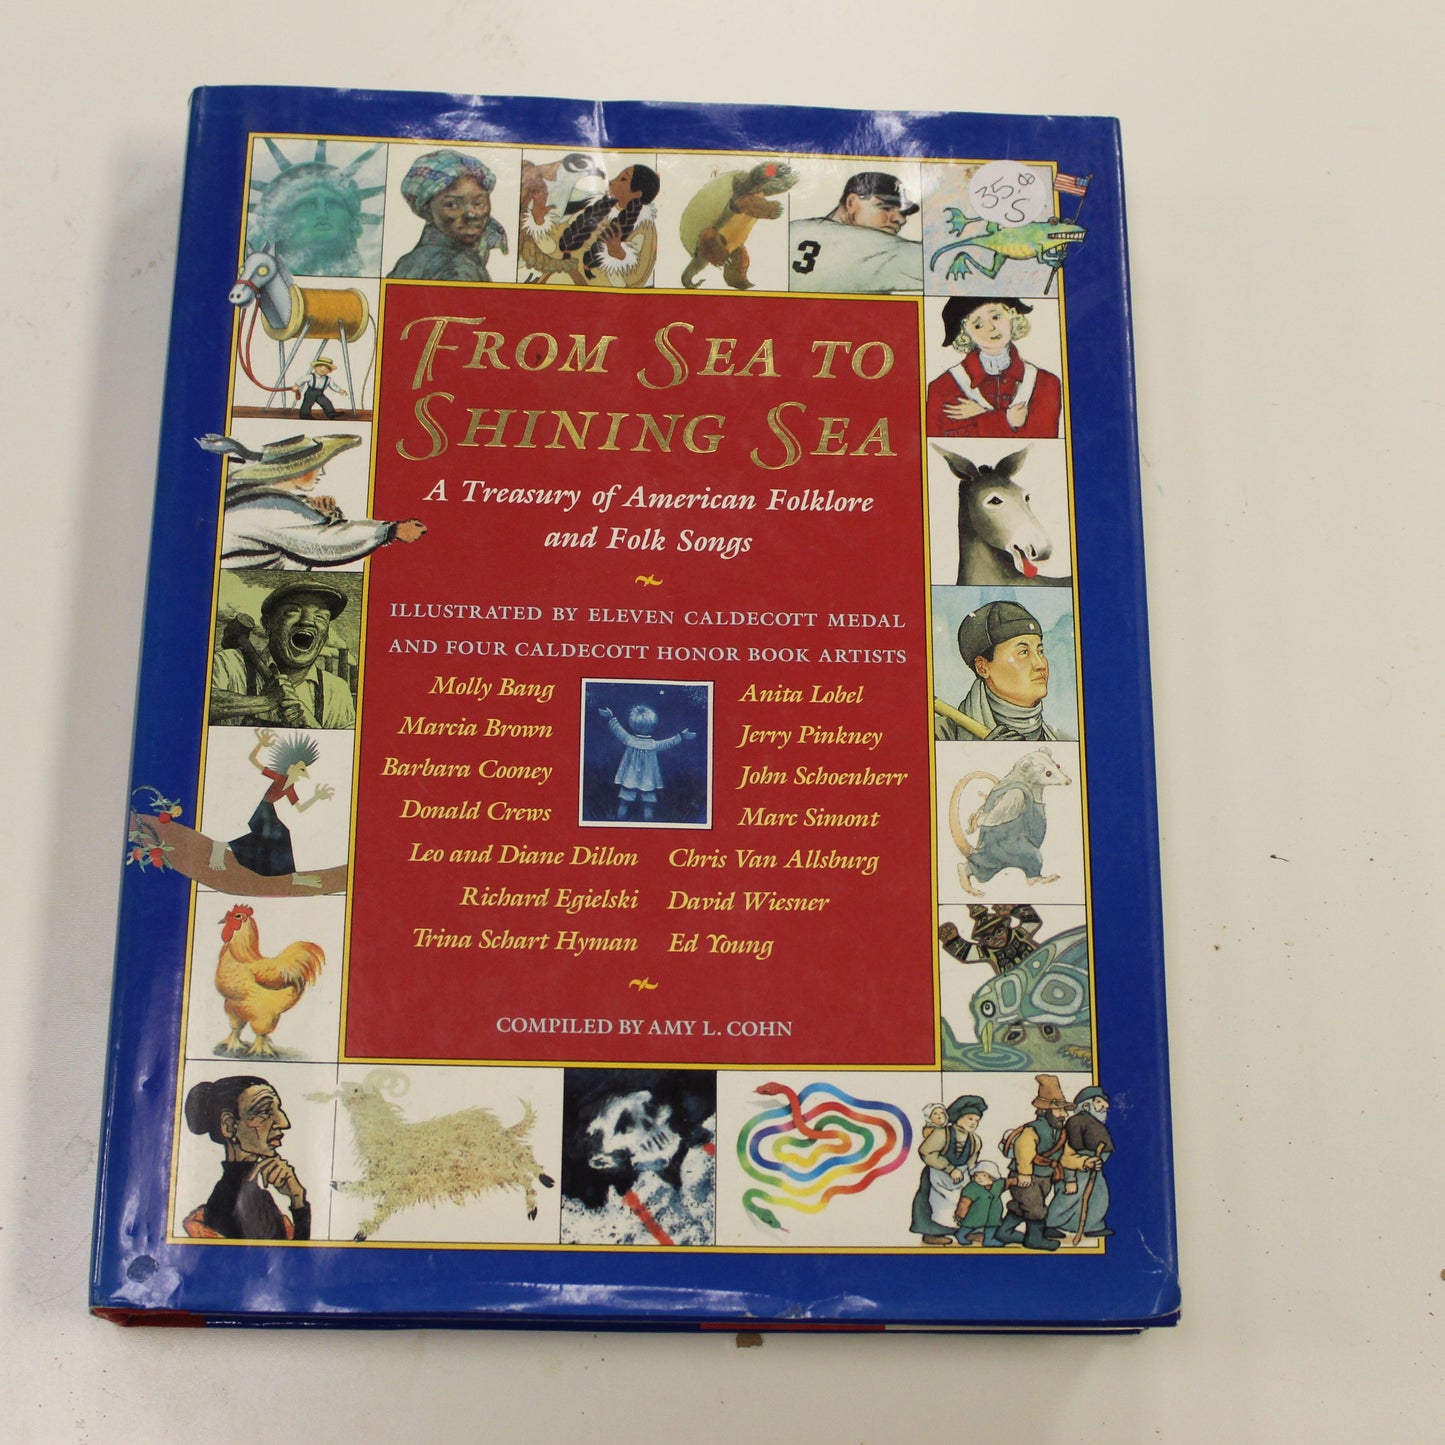 35.00
S
3
From Sea to
Shining Sea
A Treasury of American Folklore
and Folk Songs
ILLUSTRATED BY ELEVEN CALDECOTT MEDAL
AND FOUR CALDECOTT HONOR BOOK ARTISTS
Molly Bang
Anita Lobel
Marcia Brown
Jerry Pinkney
Barbara Cooney
John Schoenherr
Donald Crews
Marc Simont
Leo and Diane Dillon
Chris Van Allsburg
Richard Egielski
David Wiesner
Trina Schart Hyman
Ed Young
COMPILED BY AMY L. COHN